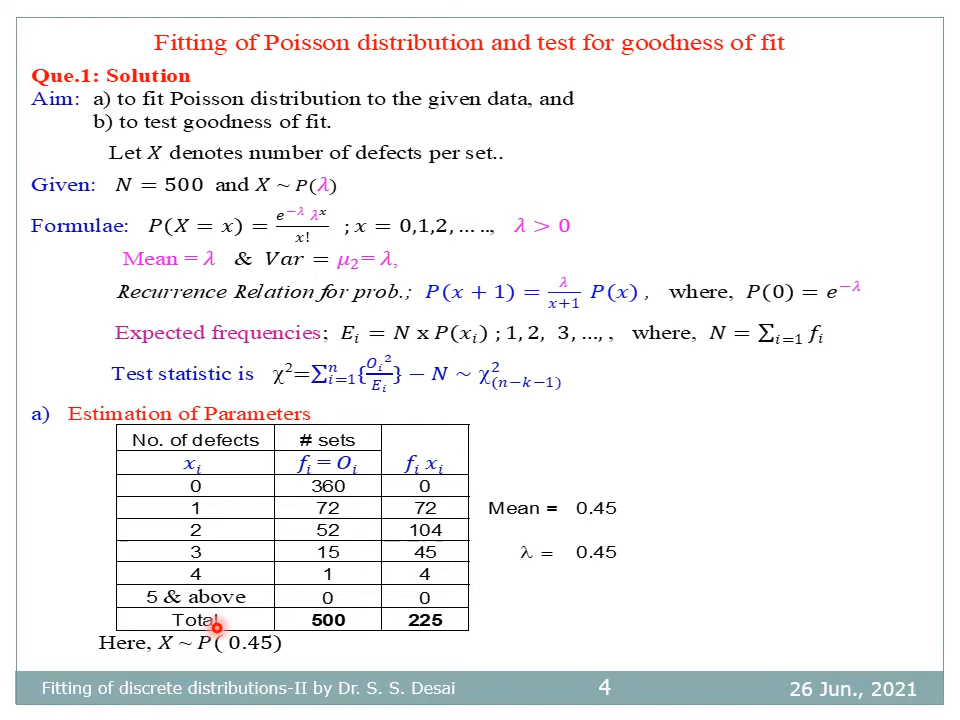 Fitting of Poisson distribution and test for goodness of fit
Que.1: Solution
Aim: a) to fit Poisson distribution to the given data, and
b) to test goodness of fit.
Let X denotes number of defects per set..
Given: N = 500 and X ~ P(λ)
Formulae: P(X = x) = e^{−λ} λ^x / x! ; x = 0,1,2, … .., λ > 0
Mean = λ & Var = μ₂ = λ,
Recurrence Relation for prob.; P(x + 1) = λ/(x+1) P(x) , where, P(0) = e^{−λ}
Expected frequencies; E_i = N x P(x_i) ; 1, 2, 3, …, , where, N = ∑_{i=1} f_i
Test statistic is χ² = ∑_{i=1}^{n} {O_i²/E_i} − N ~ χ²_{(n−k−1)}
a) Estimation of Parameters
No. of defects # sets
x_i f_i = O_i f_i x_i
0 360 0
1 72 72 Mean = 0.45
2 52 104
3 15 45 λ = 0.45
4 1 4
5 & above 0 0
Total 500 225
Here, X ~ P( 0.45)
Fitting of discrete distributions-II by Dr. S. S. Desai 4 26 Jun., 2021